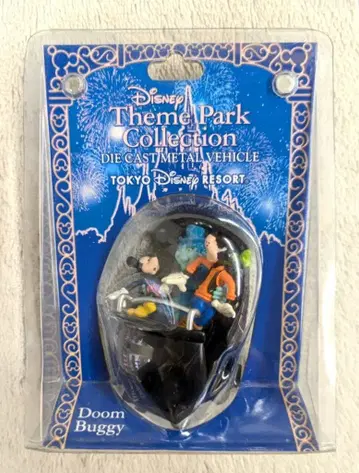 Disney
Theme Park
Collection
DIE CAST METAL VEHICLE
TOKYO Disney RESORT
Doom
Buggy